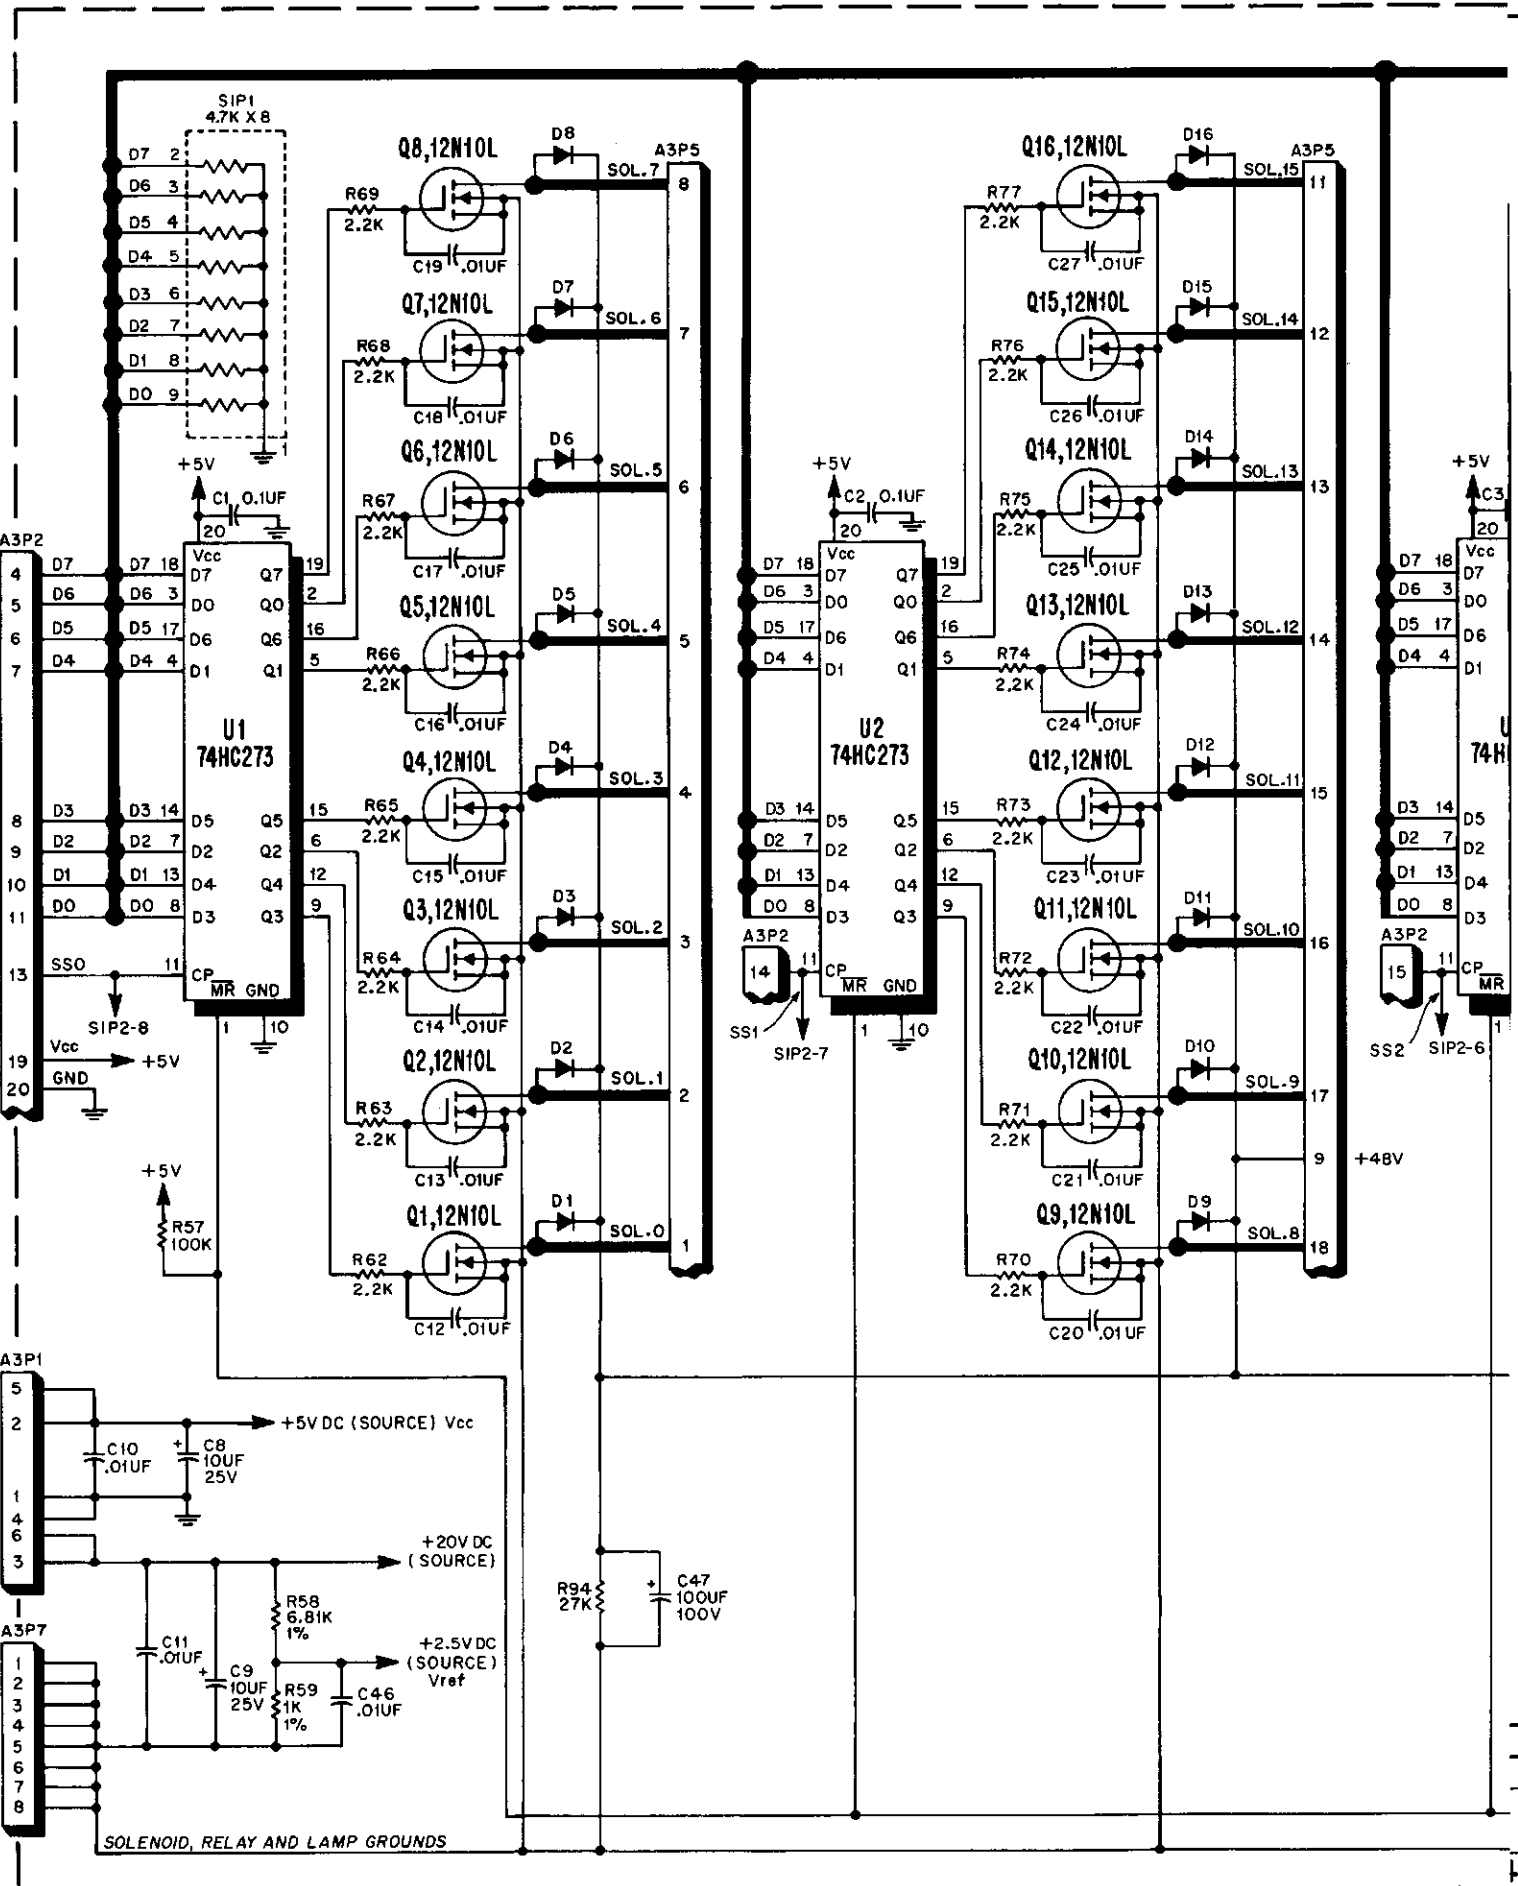 SIP1
4.7K X 8
D7 2
D6 3
D5 4
D4 5
D3 6
D2 7
D1 8
D0 9
1
+5V
C1 0.1UF
20
A3P2
4 D7 D7 18 D7 Q7 19
5 D6 D6 3 D0 Q0 2
6 D5 D5 17 D6 Q6 16
7 D4 D4 4 D1 Q1 5
Vcc
U1
74HC273
8 D3 D3 14 D5 Q5 15
9 D2 D2 7 D2 Q2 6
10 D1 D1 13 D4 Q4 12
11 D0 D0 8 D3 Q3 9
13 SS0 11 CP
MR GND
1 10
SIP2-8
19 Vcc +5V
20 GND
+5V
R57
100K
Q8,12N10L
D8
SOL.7
R69
2.2K
C19 .01UF
Q7,12N10L
D7
SOL.6
R68
2.2K
C18 .01UF
Q6,12N10L
D6
SOL.5
R67
2.2K
C17 .01UF
Q5,12N10L
D5
SOL.4
R66
2.2K
C16 .01UF
Q4,12N10L
D4
SOL.3
R65
2.2K
C15 .01UF
Q3,12N10L
D3
SOL.2
R64
2.2K
C14 .01UF
Q2,12N10L
D2
SOL.1
R63
2.2K
C13 .01UF
Q1,12N10L
D1
SOL.0
R62
2.2K
C12 .01UF
A3P5
8
7
6
5
4
3
2
1
+5V
C2 0.1UF
20
Vcc
D7 18 D7 Q7 19
D6 3 D0 Q0 2
D5 17 D6 Q6 16
D4 4 D1 Q1 5
U2
74HC273
D3 14 D5 Q5 15
D2 7 D2 Q2 6
D1 13 D4 Q4 12
D0 8 D3 Q3 9
A3P2
14 11 CP
MR GND
1 10
SS1
SIP2-7
Q16,12N10L
D16
SOL.15
R77
2.2K
C27 .01UF
Q15,12N10L
D15
SOL.14
R76
2.2K
C26 .01UF
Q14,12N10L
D14
SOL.13
R75
2.2K
C25 .01UF
Q13,12N10L
D13
SOL.12
R74
2.2K
C24 .01UF
Q12,12N10L
D12
SOL.11
R73
2.2K
C23 .01UF
Q11,12N10L
D11
SOL.10
R72
2.2K
C22 .01UF
Q10,12N10L
D10
SOL.9
R71
2.2K
C21 .01UF
Q9,12N10L
D9
SOL.8
R70
2.2K
C20 .01UF
A3P5
11
12
13
14
15
16
17
9 +48V
18
+5V
C3
20
Vcc
D7 18 D7
D6 3 D0
D5 17 D6
D4 4 D1
U
74H
D3 14 D5
D2 7 D2
D1 13 D4
D0 8 D3
A3P2
15 11 CP
MR
1
SS2
SIP2-6
A3P1
5
2
1
4
6
3
+5V DC (SOURCE) Vcc
C10
.01UF
+ C8
10UF
25V
+20V DC
(SOURCE)
R58
6.81K
1%
C11
.01UF
+ C9
10UF
25V
R59
1K
1%
+2.5V DC
(SOURCE)
Vref
C46
.01UF
R94
27K
+ C47
100UF
100V
A3P7
1
2
3
4
5
6
7
8
SOLENOID, RELAY AND LAMP GROUNDS